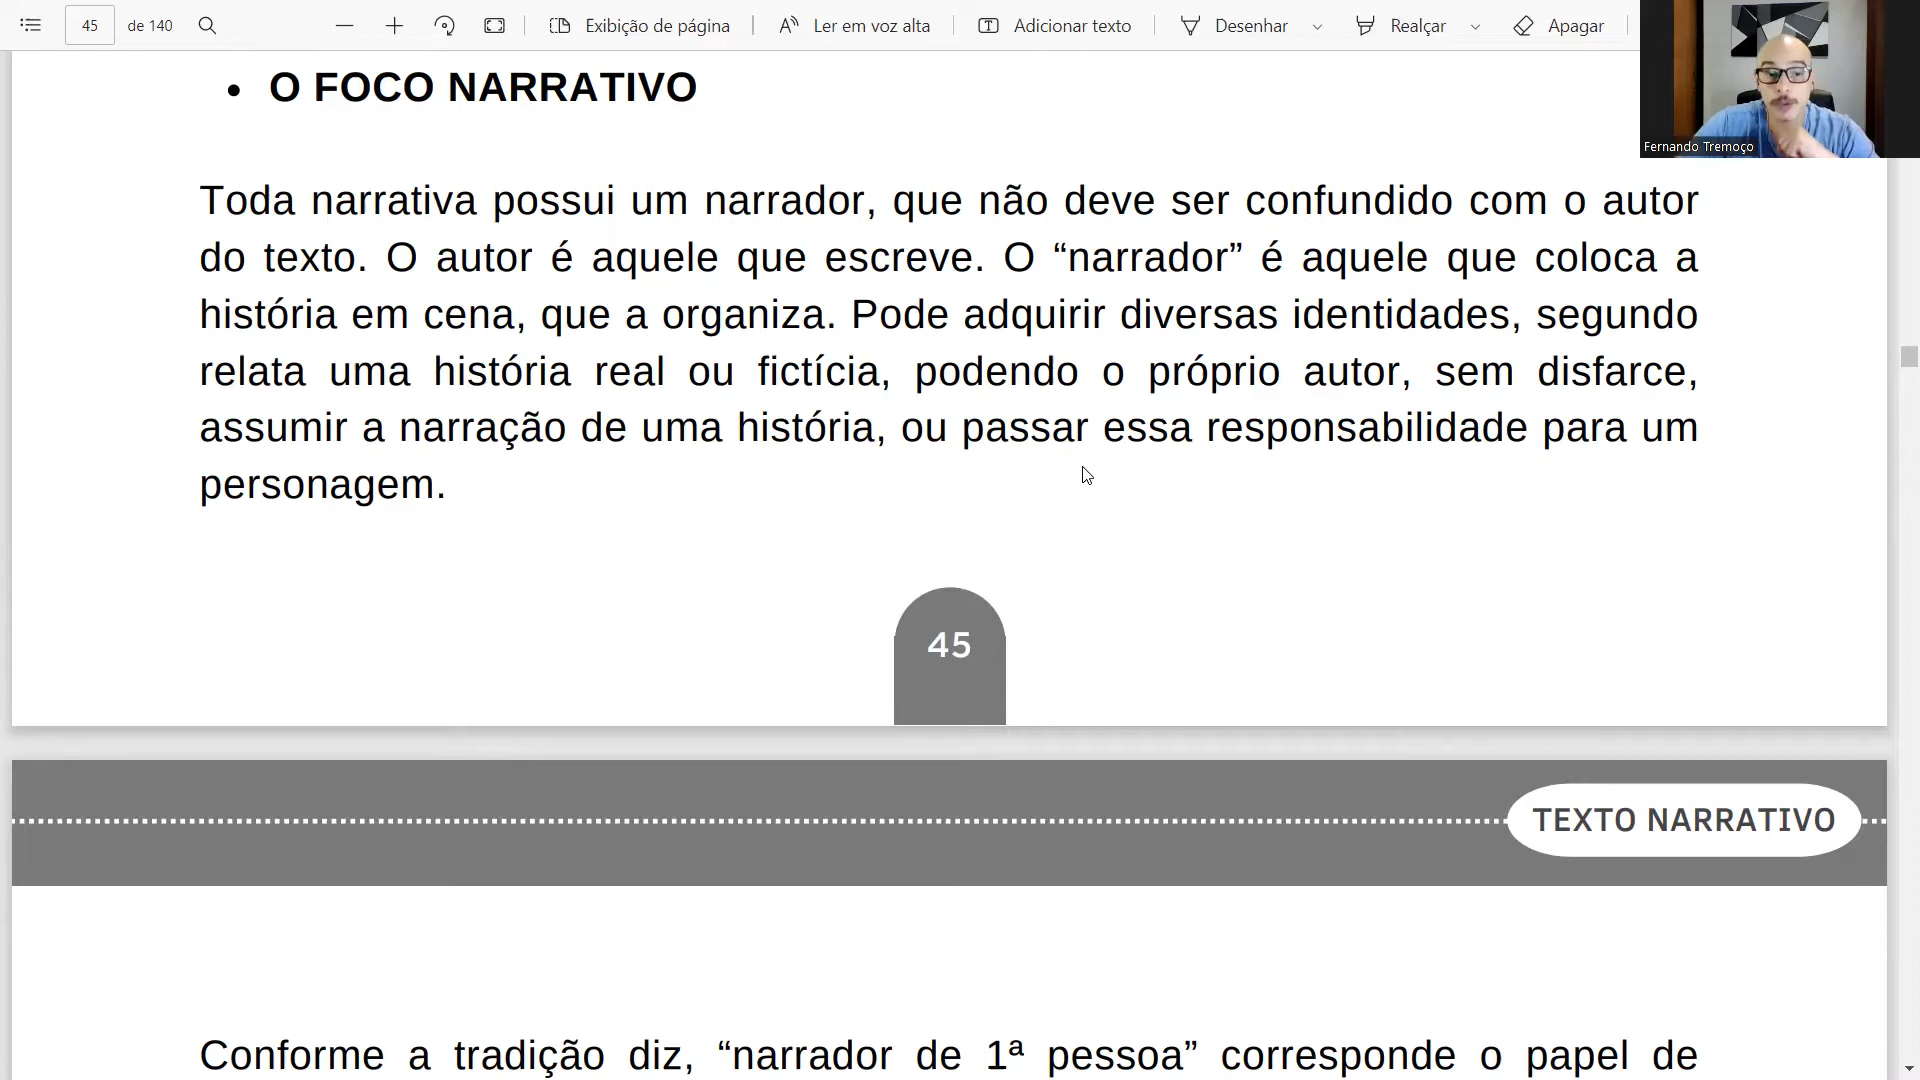 45 de 140 Exibição de página Ler em voz alta Adicionar texto Desenhar Realçar Apagar
Fernando Tremoço
• O FOCO NARRATIVO
Toda narrativa possui um narrador, que não deve ser confundido com o autor
do texto. O autor é aquele que escreve. O “narrador” é aquele que coloca a
história em cena, que a organiza. Pode adquirir diversas identidades, segundo
relata uma história real ou fictícia, podendo o próprio autor, sem disfarce,
assumir a narração de uma história, ou passar essa responsabilidade para um
personagem.
45
TEXTO NARRATIVO
Conforme a tradição diz, “narrador de 1ª pessoa” corresponde o papel de